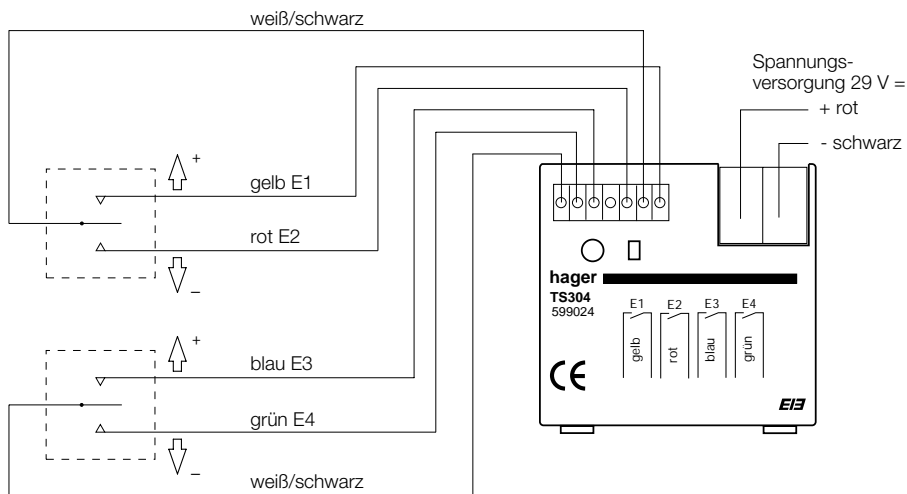 weiß/schwarz
Spannungs-
versorgung 29 V =
+ rot
- schwarz
+
gelb E1
rot E2
–
hager
TS304
599024
E1 E2 E3 E4
gelb rot blau grün
+
blau E3
grün E4
–
weiß/schwarz
CE
EIB